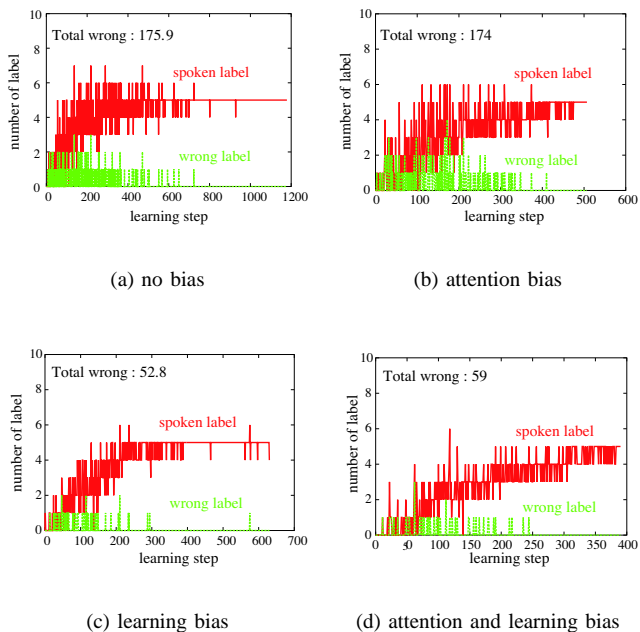 10
8
6
4
2
0
Total wrong : 175.9
spoken label
wrong label
number of label
0 200 400 600 800 1000 1200
learning step
(a) no bias
10
8
6
4
2
0
Total wrong : 174
spoken label
wrong label
number of label
0 100 200 300 400 500 600
learning step
(b) attention bias
10
8
6
4
2
0
Total wrong : 52.8
spoken label
wrong label
number of label
0 100 200 300 400 500 600 700
learning step
(c) learning bias
10
8
6
4
2
0
Total wrong : 59
spoken label
wrong label
number of label
0 50 100 150 200 250 300 350 400
learning step
(d) attention and learning bias